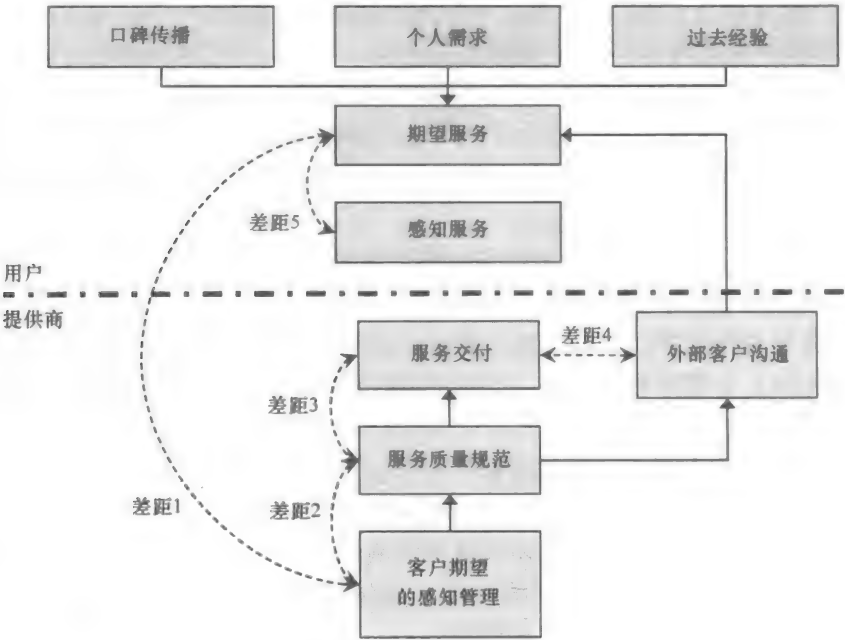 口碑传播
个人需求
过去经验
期望服务
差距5
感知服务
用户
提供商
服务交付
差距4
外部客户沟通
差距3
服务质量规范
差距1
差距2
客户期望
的感知管理